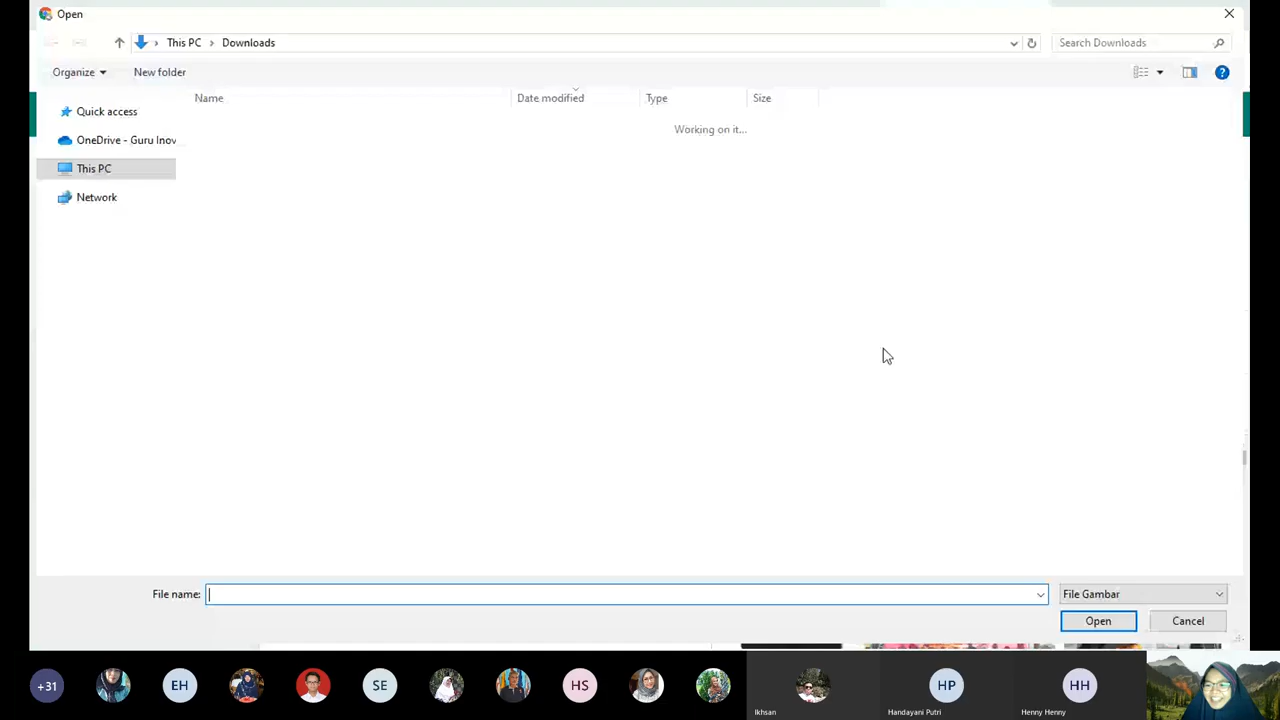 Open
This PC > Downloads
Search Downloads
Organize
New folder
Name
Date modified
Type
Size
Working on it...
Quick access
OneDrive - Guru Inov
This PC
Network
File name:
File Gambar
Open
Cancel
+31
EH
SE
HS
HP
HH
Ikhsan
Handayani Putri
Henny Henny